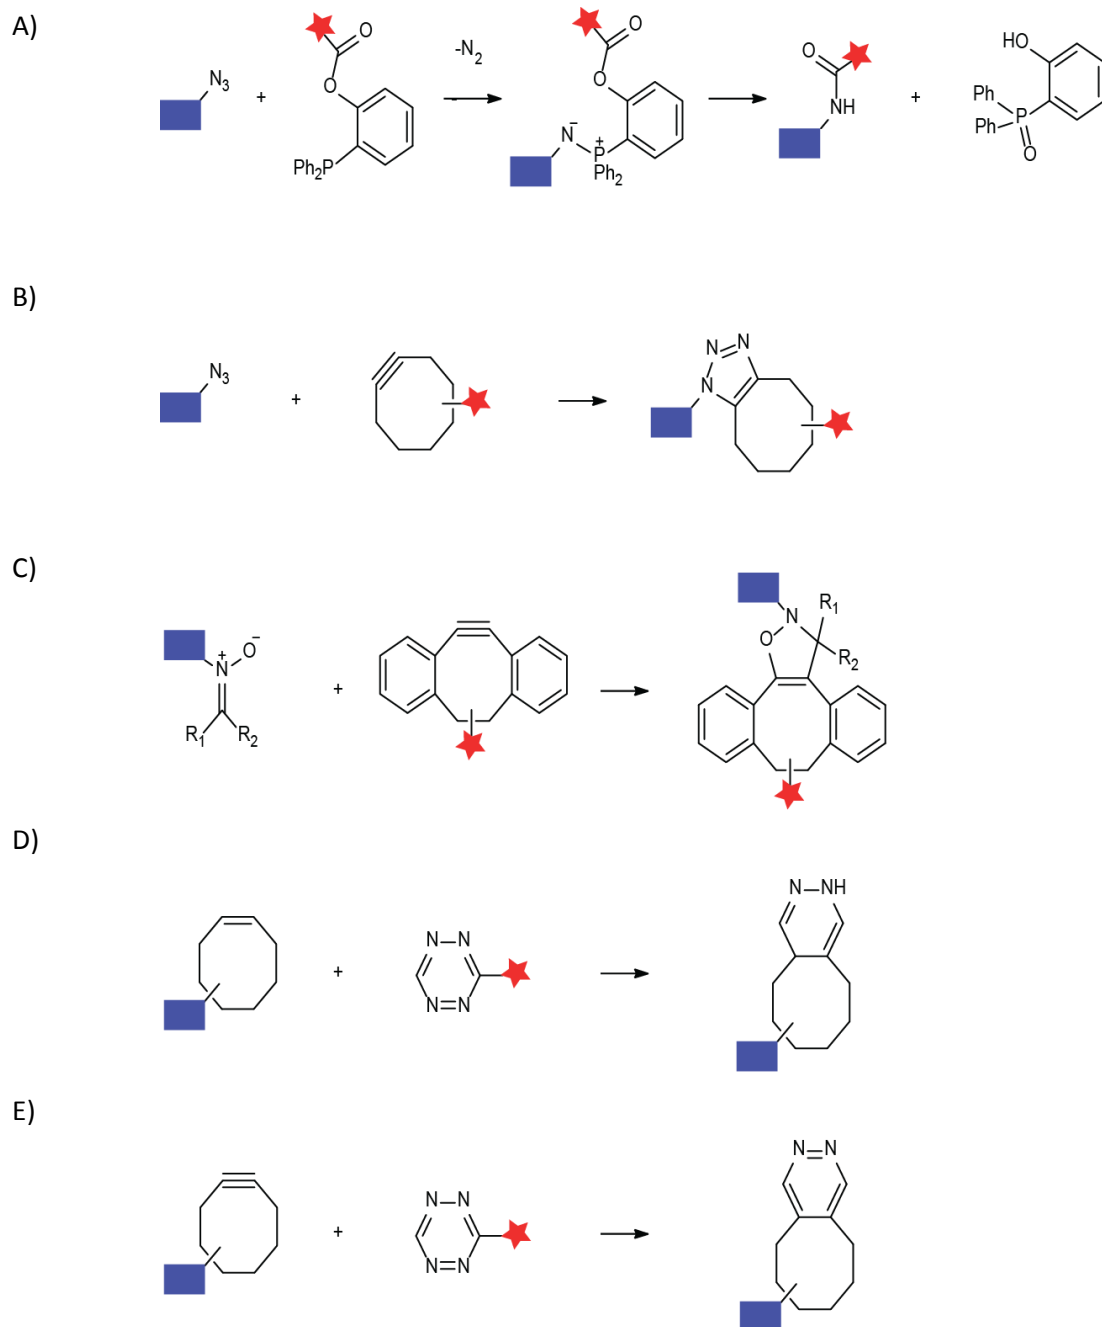 A)
N3 + O O Ph2P -N2 O O N− P+ Ph2 O NH + HO Ph Ph P O
B)
N3 + N N N
C)
N+ O− R1 R2 + O N R1 R2
D)
+ N N N N N NH
E)
+ N N N N N N